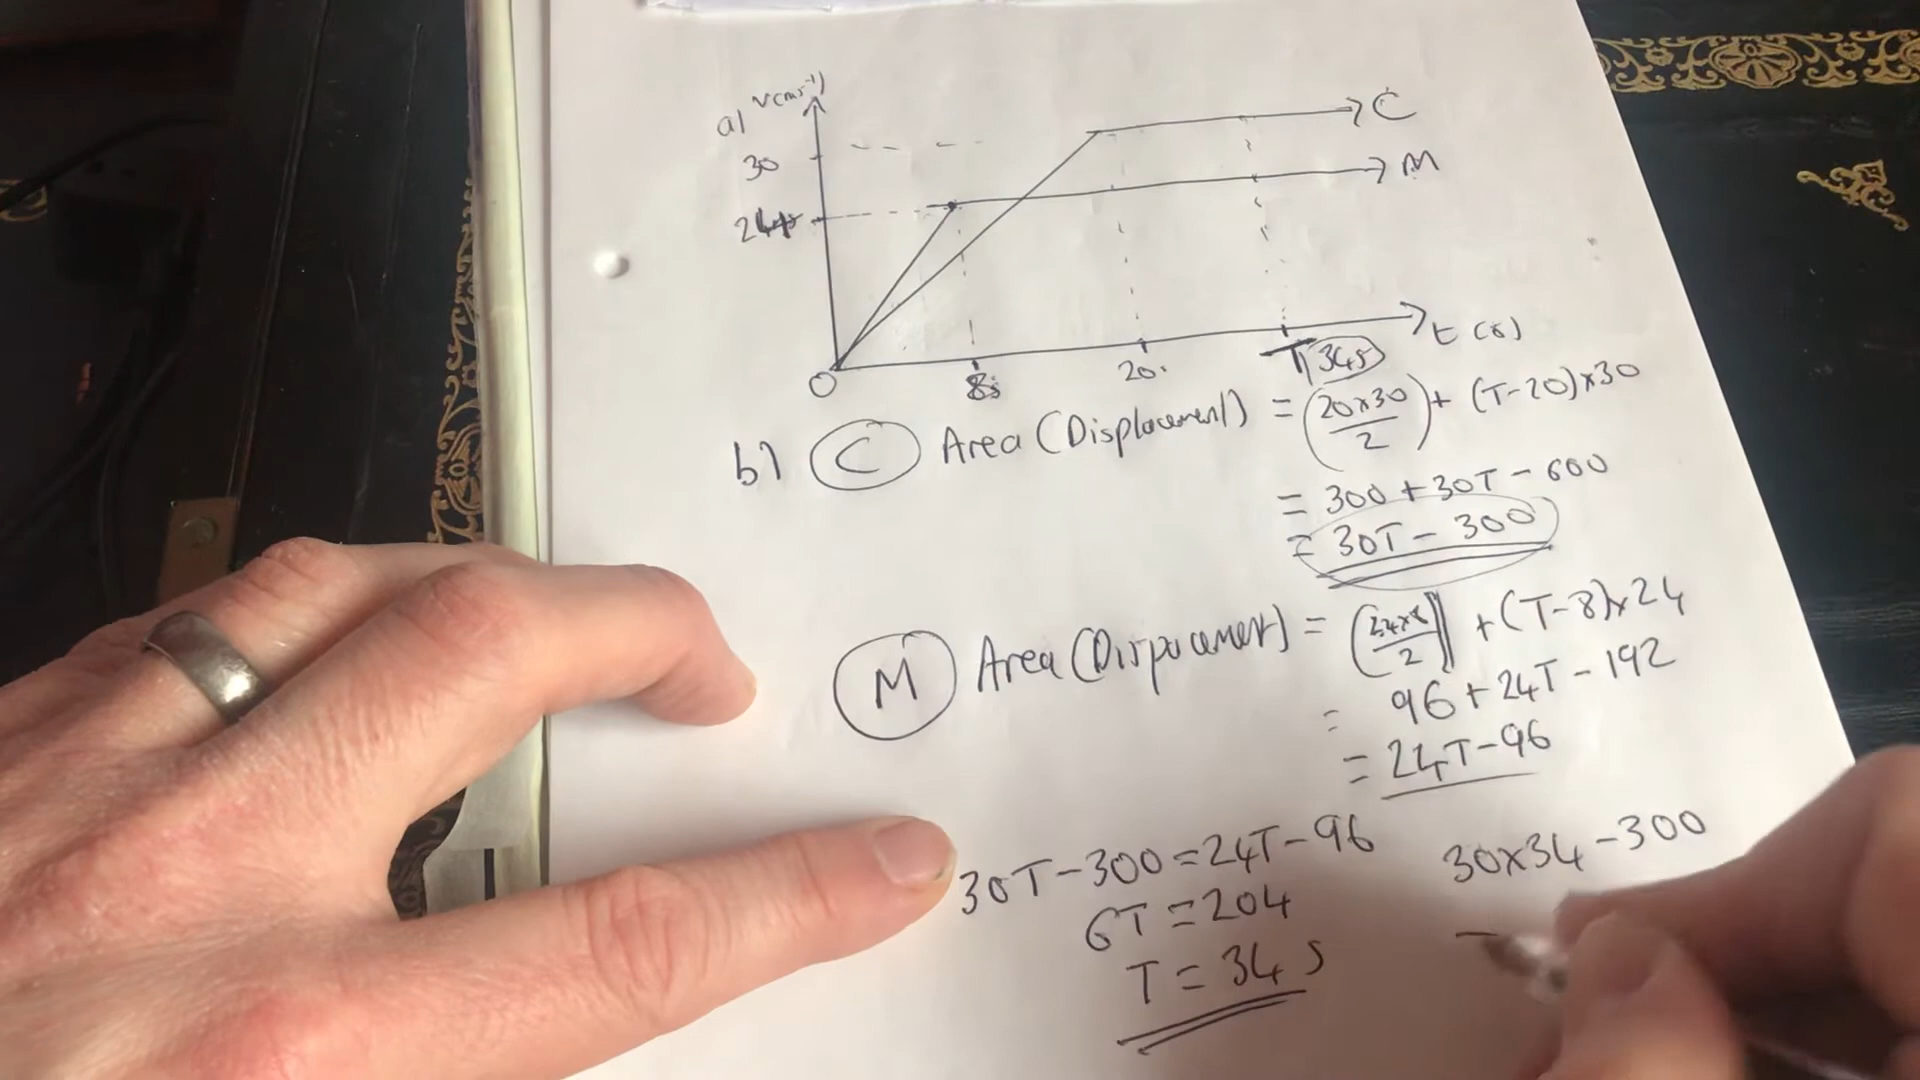 a) V(ms⁻¹)
C
30
M
24
t (s)
O
8s
20
T 34s
b) C Area (Displacement) = (20×30/2) + (T-20)×30
= 300 + 30T - 600
= 30T - 300
M Area (Dispacement) = (24×8/2) + (T-8)×24
= 96 + 24T - 192
= 24T - 96
30T - 300 = 24T - 96
30×34 - 300
6T = 204
T = 34 s